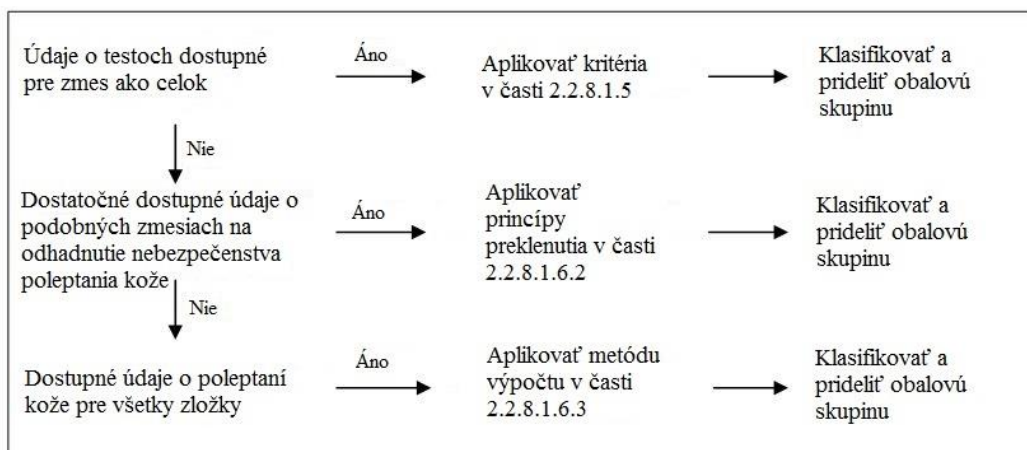 Údaje o testoch dostupné
pre zmes ako celok
Áno
Aplikovať kritéria
v časti 2.2.8.1.5
Klasifikovať a
prideliť obalovú
skupinu
Nie
Dostatočné dostupné údaje o
podobných zmesiach na
odhadnutie nebezpečenstva
poleptania kože
Áno
Aplikovať
princípy
preklenutia v časti
2.2.8.1.6.2
Klasifikovať a
prideliť obalovú
skupinu
Nie
Dostupné údaje o poleptaní
kože pre všetky zložky
Áno
Aplikovať metódu
výpočtu v časti
2.2.8.1.6.3
Klasifikovať a
prideliť obalovú
skupinu